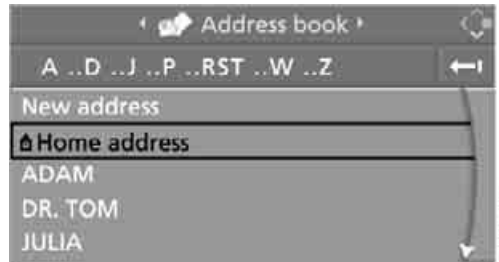 Address book
A ..D ..J ..P ..RST ..W ..Z
New address
Home address
ADAM
DR. TOM
JULIA